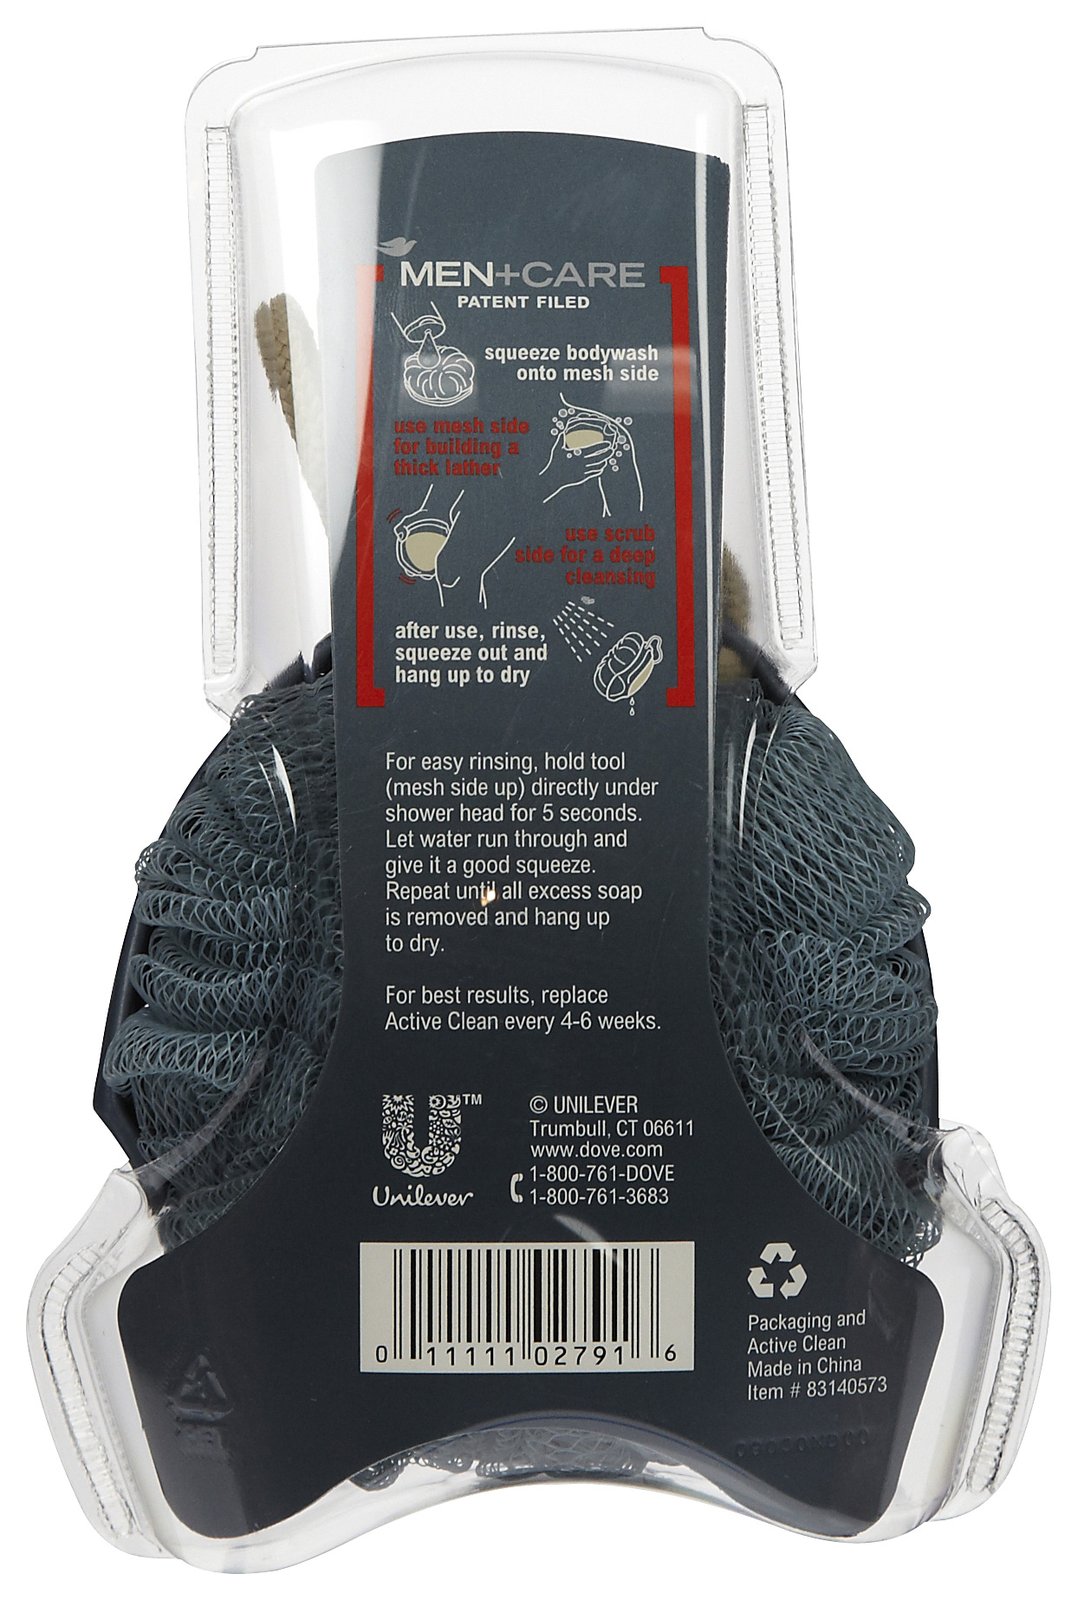 MEN+CARE
PATENT FILED
squeeze bodywash
onto mesh side
use mesh side
for building a
thick lather
use scrub
side for a deep
cleansing
after use, rinse,
squeeze out and
hang up to dry
For easy rinsing, hold tool
(mesh side up) directly under
shower head for 5 seconds.
Let water run through and
give it a good squeeze.
Repeat until all excess soap
is removed and hang up
to dry.
For best results, replace
Active Clean every 4-6 weeks.
TM
Unilever
© UNILEVER
Trumbull, CT 06611
www.dove.com
1-800-761-DOVE
1-800-761-3683
0 11111 02791 6
Packaging and
Active Clean
Made in China
Item # 83140573